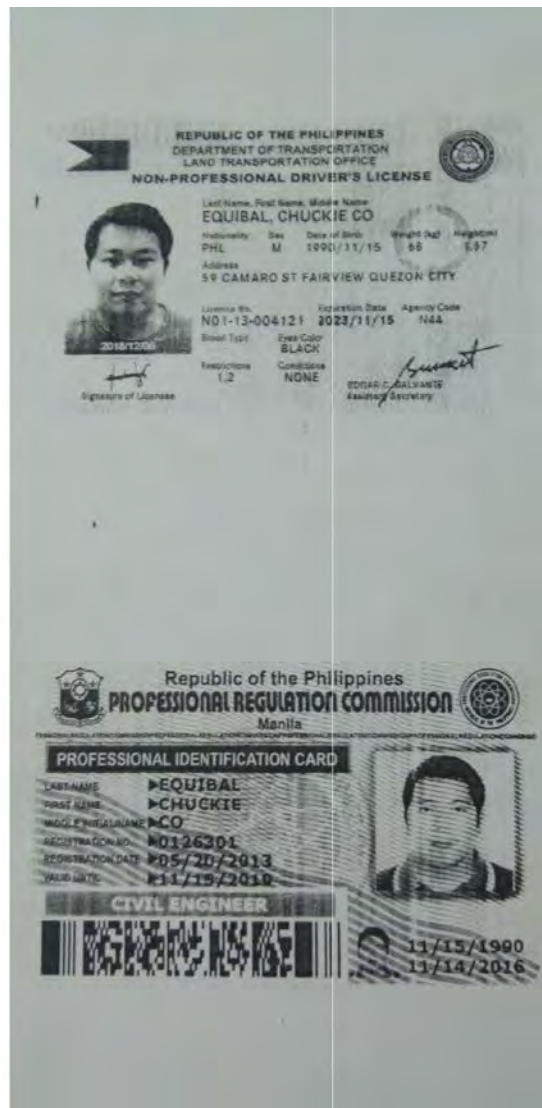 REPUBLIC OF THE PHILIPPINES
DEPARTMENT OF TRANSPORTATION
LAND TRANSPORTATION OFFICE
NON-PROFESSIONAL DRIVER'S LICENSE
Last Name, First Name, Middle Name
EQUIBAL, CHUCKIE CO
Nationality Sex Date of Birth Weight (kg) Height(m)
PHL M 1990/11/15 68 1.67
Address
59 CAMARO ST FAIRVIEW QUEZON CITY
License No. Expiration Date Agency Code
N01-13-004121 2023/11/15 N44
Blood Type Eyes Color
BLACK
Restrictions Conditions
1,2 NONE
2018/12/06
Signature of Licensee
EDGAR C. GALVANTE
Assistant Secretary
Republic of the Philippines
PROFESSIONAL REGULATION COMMISSION
Manila
PROFESSIONAL IDENTIFICATION CARD
LAST NAME EQUIBAL
FIRST NAME CHUCKIE
MIDDLE INITIAL/NAME CO
REGISTRATION NO. 0126301
REGISTRATION DATE 05/20/2013
VALID UNTIL 11/15/2019
CIVIL ENGINEER
11/15/1990
11/14/2016